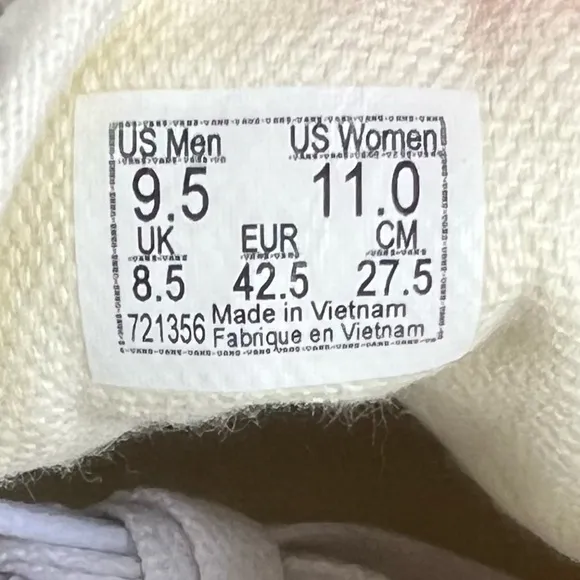 US Men US Women
9.5 11.0
UK EUR CM
8.5 42.5 27.5
721356 Made in Vietnam
Fabrique en Vietnam